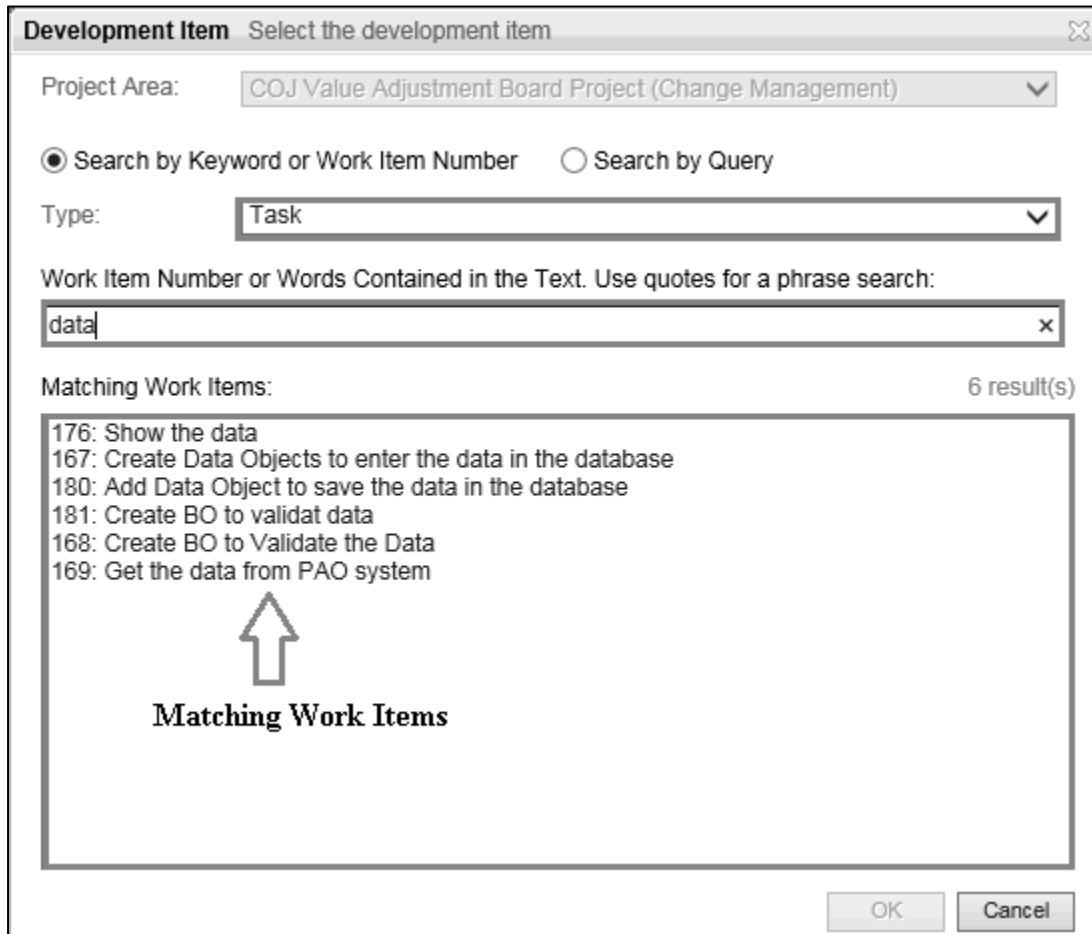 Development Item Select the development item
Project Area: COJ Value Adjustment Board Project (Change Management)
Search by Keyword or Work Item Number Search by Query
Type: Task
Work Item Number or Words Contained in the Text. Use quotes for a phrase search:
data
Matching Work Items: 6 result(s)
176: Show the data
167: Create Data Objects to enter the data in the database
180: Add Data Object to save the data in the database
181: Create BO to validat data
168: Create BO to Validate the Data
169: Get the data from PAO system
Matching Work Items
OK Cancel